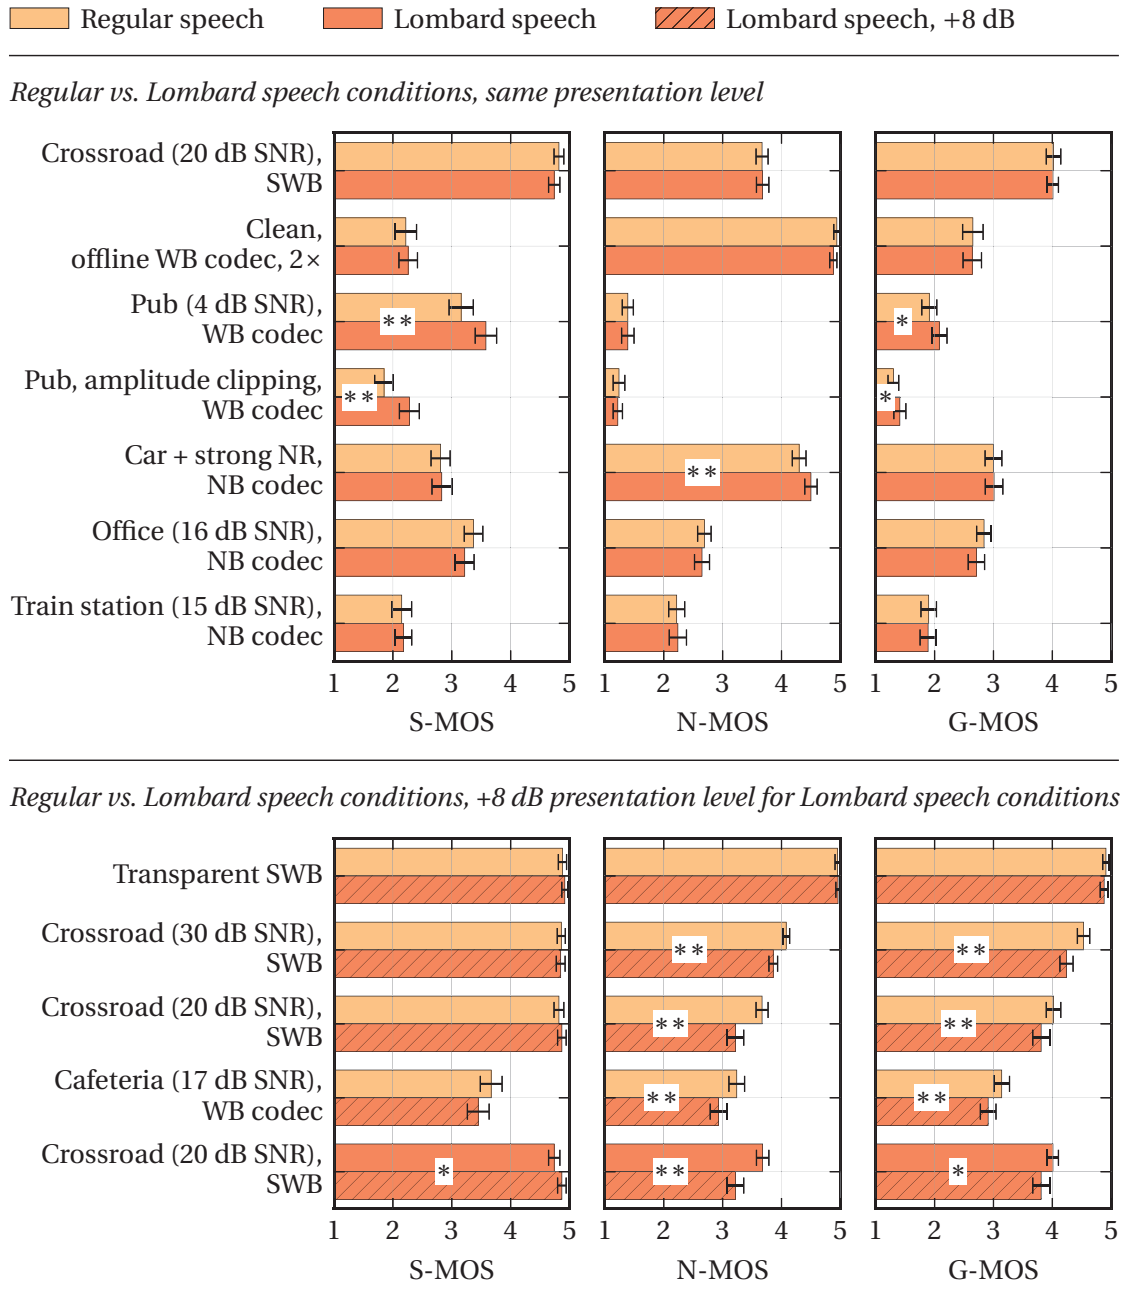 Regular speech Lombard speech Lombard speech, +8 dB
Regular vs. Lombard speech conditions, same presentation level
Crossroad (20 dB SNR),
SWB
Clean,
offline WB codec, 2×
Pub (4 dB SNR),
WB codec
** *
Pub, amplitude clipping,
WB codec
** *
Car + strong NR,
NB codec
**
Office (16 dB SNR),
NB codec
Train station (15 dB SNR),
NB codec
1 2 3 4 5 1 2 3 4 5 1 2 3 4 5
S-MOS N-MOS G-MOS
Regular vs. Lombard speech conditions, +8 dB presentation level for Lombard speech conditions
Transparent SWB
Crossroad (30 dB SNR),
SWB
** **
Crossroad (20 dB SNR),
SWB
** **
Cafeteria (17 dB SNR),
WB codec
** **
Crossroad (20 dB SNR),
SWB
* ** *
1 2 3 4 5 1 2 3 4 5 1 2 3 4 5
S-MOS N-MOS G-MOS